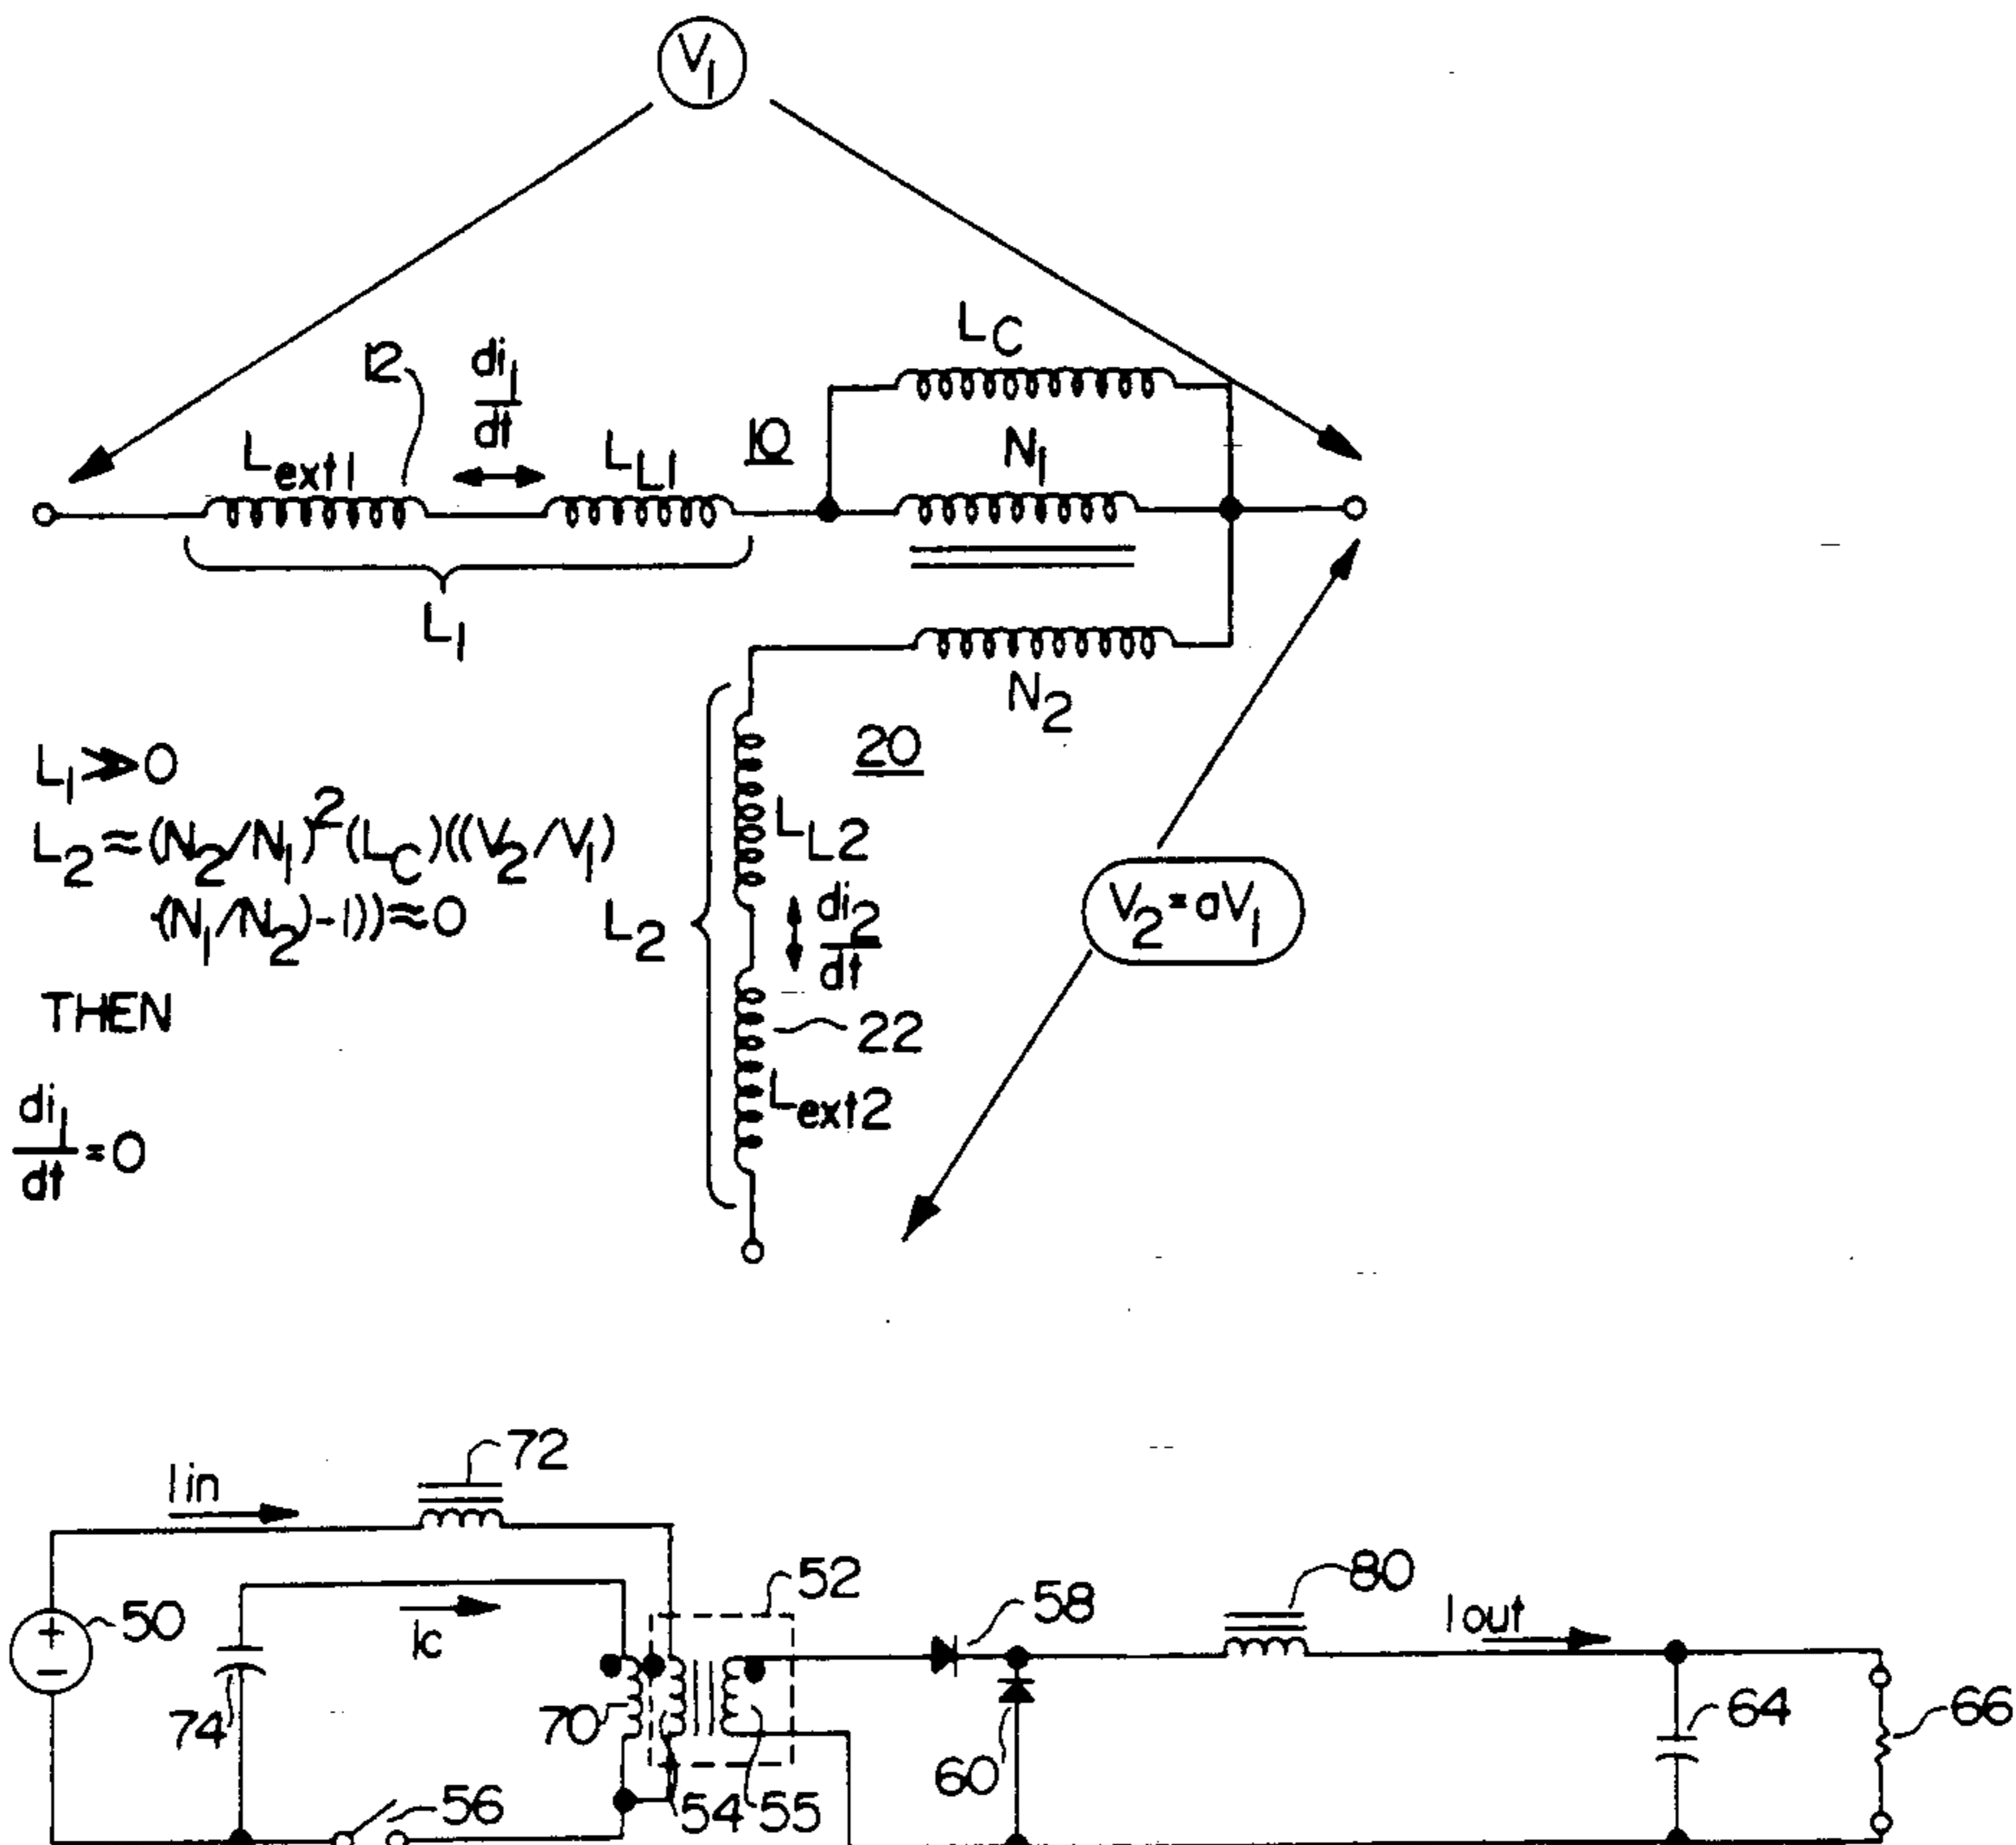 V1
LC
12
di1
dt
10
N1
Lext1
LL1
L1
N2
20
L1≫0
L2≈(N2/N1)2(LC)((V2/V1)
(N1/N2)-1))≈0
LL2
L2
di2
dt
V2=aV1
THEN
22
Lext2
di1
dt
=0
72
Iin
52
80
58
Iout
50
Ic
+
-
74
70
60
64
66
56
54
55